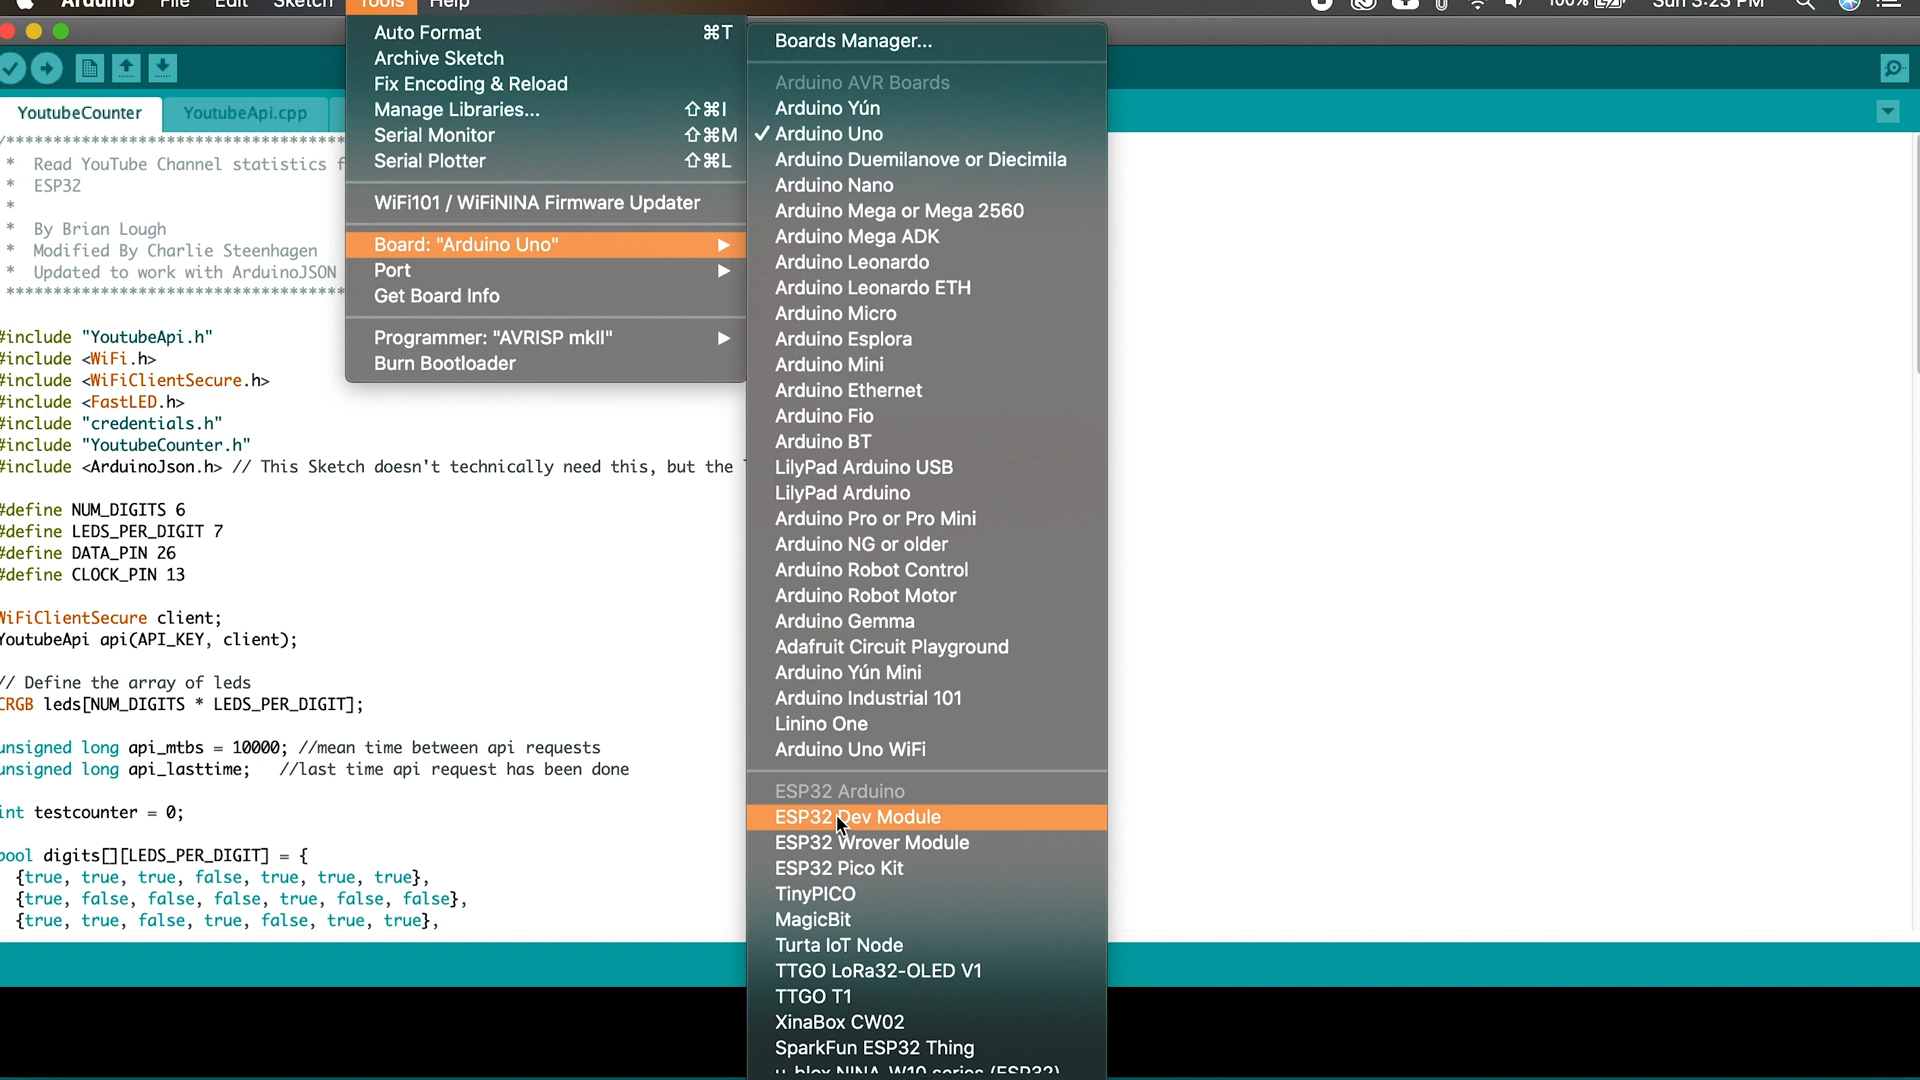 Arduino File Edit Sketch Tools Help 100% Sun 3:23 PM
Auto Format ⌘T
Archive Sketch
Fix Encoding & Reload
Manage Libraries... ⇧⌘I
Serial Monitor ⇧⌘M
Serial Plotter ⇧⌘L
WiFi101 / WiFiNINA Firmware Updater
Board: "Arduino Uno"
Port
Get Board Info
Programmer: "AVRISP mkII"
Burn Bootloader
Boards Manager...
Arduino AVR Boards
Arduino Yún
✓ Arduino Uno
Arduino Duemilanove or Diecimila
Arduino Nano
Arduino Mega or Mega 2560
Arduino Mega ADK
Arduino Leonardo
Arduino Leonardo ETH
Arduino Micro
Arduino Esplora
Arduino Mini
Arduino Ethernet
Arduino Fio
Arduino BT
LilyPad Arduino USB
LilyPad Arduino
Arduino Pro or Pro Mini
Arduino NG or older
Arduino Robot Control
Arduino Robot Motor
Arduino Gemma
Adafruit Circuit Playground
Arduino Yún Mini
Arduino Industrial 101
Linino One
Arduino Uno WiFi
ESP32 Arduino
ESP32 Dev Module
ESP32 Wrover Module
ESP32 Pico Kit
TinyPICO
MagicBit
Turta IoT Node
TTGO LoRa32-OLED V1
TTGO T1
XinaBox CW02
SparkFun ESP32 Thing
u-blox NINA-W10 series (ESP32)
YoutubeCounter YoutubeApi.cpp
/************************************
* Read YouTube Channel statistics f
* ESP32
*
* By Brian Lough
* Modified By Charlie Steenhagen
* Updated to work with ArduinoJSON
************************************
#include "YoutubeApi.h"
#include <WiFi.h>
#include <WiFiClientSecure.h>
#include <FastLED.h>
#include "credentials.h"
#include "YoutubeCounter.h"
#include <ArduinoJson.h> // This Sketch doesn't technically need this, but the
#define NUM_DIGITS 6
#define LEDS_PER_DIGIT 7
#define DATA_PIN 26
#define CLOCK_PIN 13
WiFiClientSecure client;
YoutubeApi api(API_KEY, client);
// Define the array of leds
CRGB leds[NUM_DIGITS * LEDS_PER_DIGIT];
unsigned long api_mtbs = 10000; //mean time between api requests
unsigned long api_lasttime; //last time api request has been done
int testcounter = 0;
bool digits[][LEDS_PER_DIGIT] = {
{true, true, true, false, true, true, true},
{true, false, false, false, true, false, false},
{true, true, false, true, false, true, true},